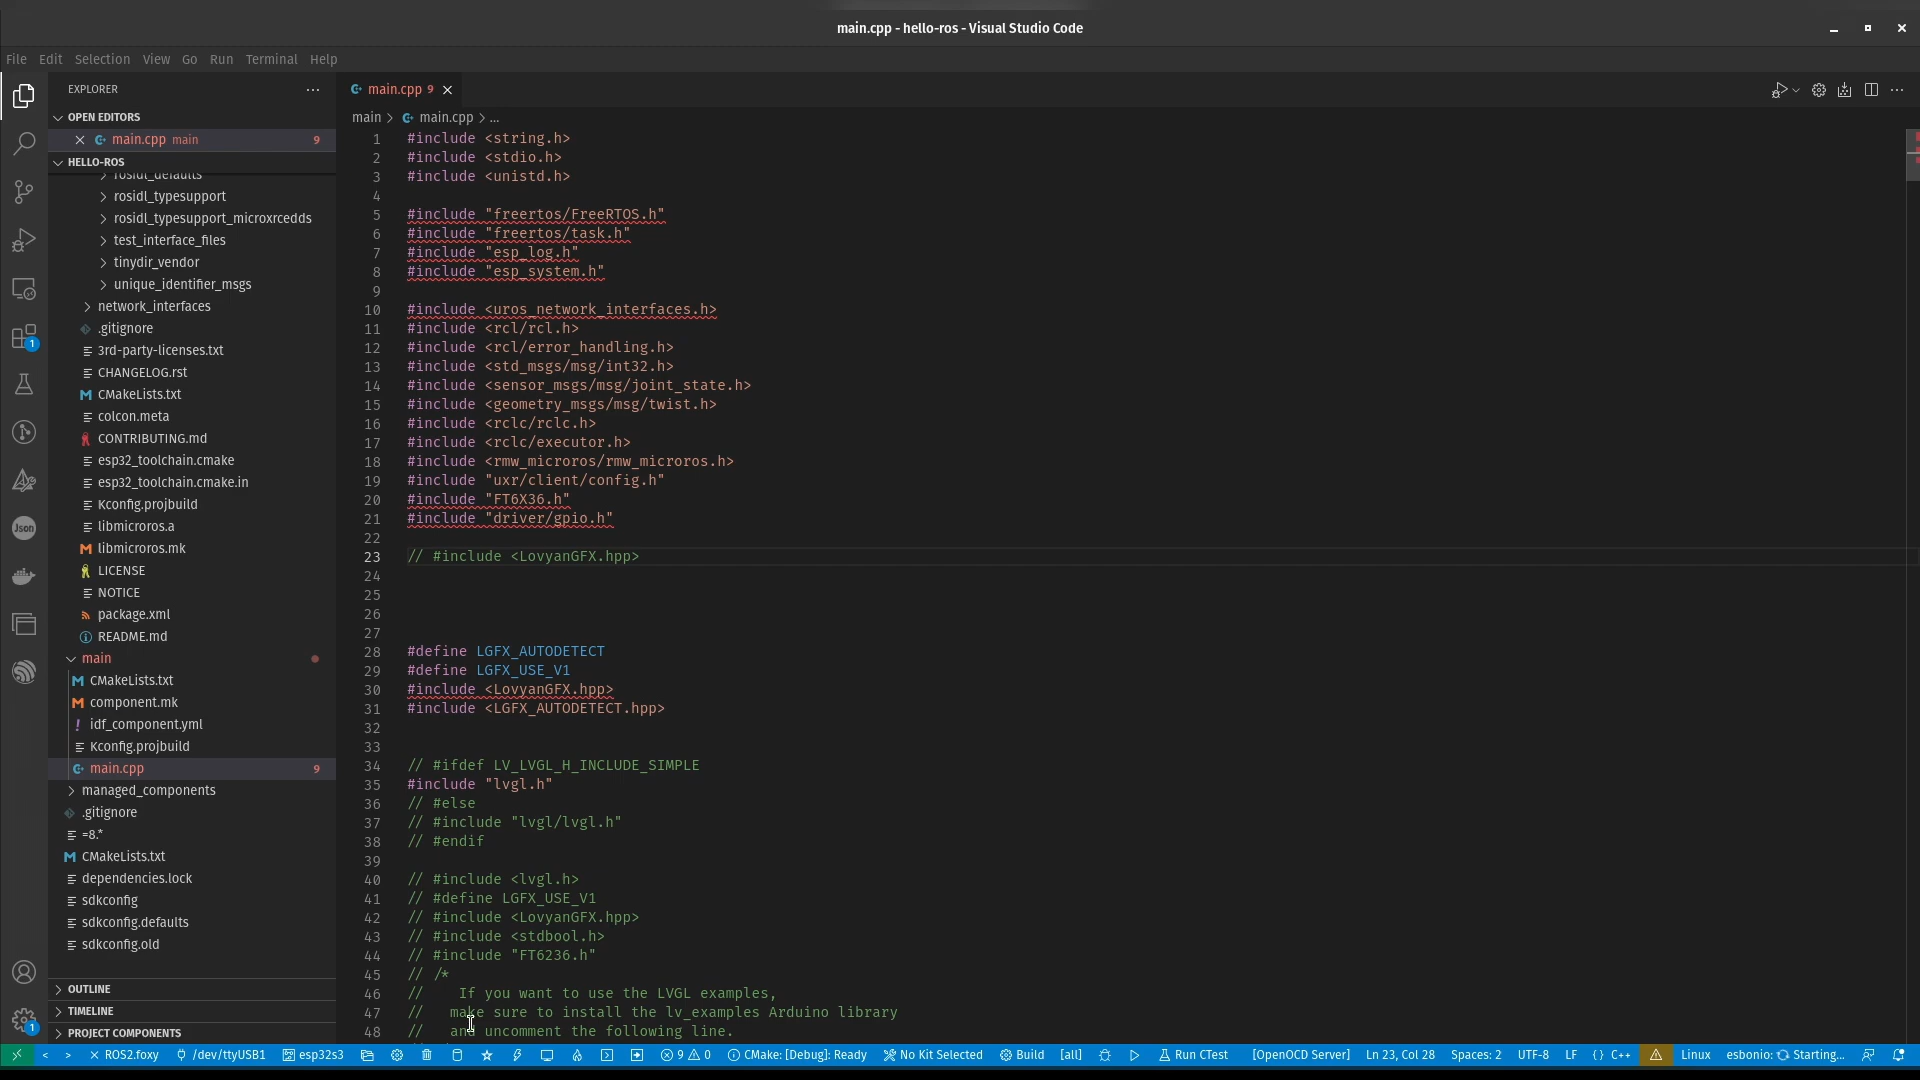 main.cpp - hello-ros - Visual Studio Code
File Edit Selection View Go Run Terminal Help
EXPLORER
OPEN EDITORS
main.cpp main 9
HELLO-ROS
rosidl_defaults
rosidl_typesupport
rosidl_typesupport_microxrcedds
test_interface_files
tinydir_vendor
unique_identifier_msgs
network_interfaces
.gitignore
3rd-party-licenses.txt
CHANGELOG.rst
CMakeLists.txt
colcon.meta
CONTRIBUTING.md
esp32_toolchain.cmake
esp32_toolchain.cmake.in
Kconfig.projbuild
libmicroros.a
libmicroros.mk
LICENSE
NOTICE
package.xml
README.md
main
CMakeLists.txt
component.mk
idf_component.yml
Kconfig.projbuild
main.cpp 9
managed_components
.gitignore
=8.*
CMakeLists.txt
dependencies.lock
sdkconfig
sdkconfig.defaults
sdkconfig.old
OUTLINE
TIMELINE
PROJECT COMPONENTS
1
Json
1
main.cpp 9
main > main.cpp > ...
1 #include <string.h>
2 #include <stdio.h>
3 #include <unistd.h>
4
5 #include "freertos/FreeRTOS.h"
6 #include "freertos/task.h"
7 #include "esp_log.h"
8 #include "esp_system.h"
9
10 #include <uros_network_interfaces.h>
11 #include <rcl/rcl.h>
12 #include <rcl/error_handling.h>
13 #include <std_msgs/msg/int32.h>
14 #include <sensor_msgs/msg/joint_state.h>
15 #include <geometry_msgs/msg/twist.h>
16 #include <rclc/rclc.h>
17 #include <rclc/executor.h>
18 #include <rmw_microros/rmw_microros.h>
19 #include "uxr/client/config.h"
20 #include "FT6X36.h"
21 #include "driver/gpio.h"
22
23 // #include <LovyanGFX.hpp>
24
25
26
27
28 #define LGFX_AUTODETECT
29 #define LGFX_USE_V1
30 #include <LovyanGFX.hpp>
31 #include <LGFX_AUTODETECT.hpp>
32
33
34 // #ifdef LV_LVGL_H_INCLUDE_SIMPLE
35 #include "lvgl.h"
36 // #else
37 // #include "lvgl/lvgl.h"
38 // #endif
39
40 // #include <lvgl.h>
41 // #define LGFX_USE_V1
42 // #include <LovyanGFX.hpp>
43 // #include <stdbool.h>
44 // #include "FT6236.h"
45 // /*
46 // If you want to use the LVGL examples,
47 // make sure to install the lv_examples Arduino library
48 // and uncomment the following line.
ROS2.foxy /dev/ttyUSB1 esp32s3 9 0 CMake: [Debug]: Ready No Kit Selected Build [all] Run CTest [OpenOCD Server] Ln 23, Col 28 Spaces: 2 UTF-8 LF { } C++ Linux esbonio: Starting...